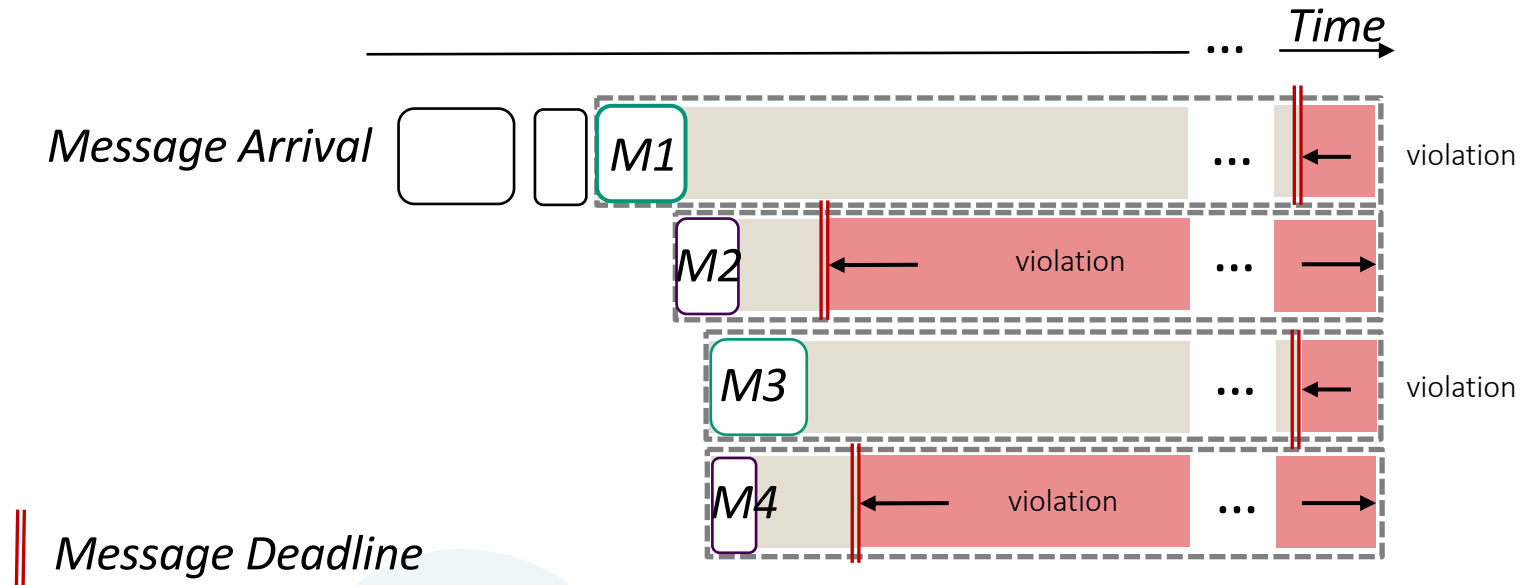 ... Time
Message Arrival M1 ... violation
M2 violation ...
M3 ... violation
M4 violation ...
Message Deadline